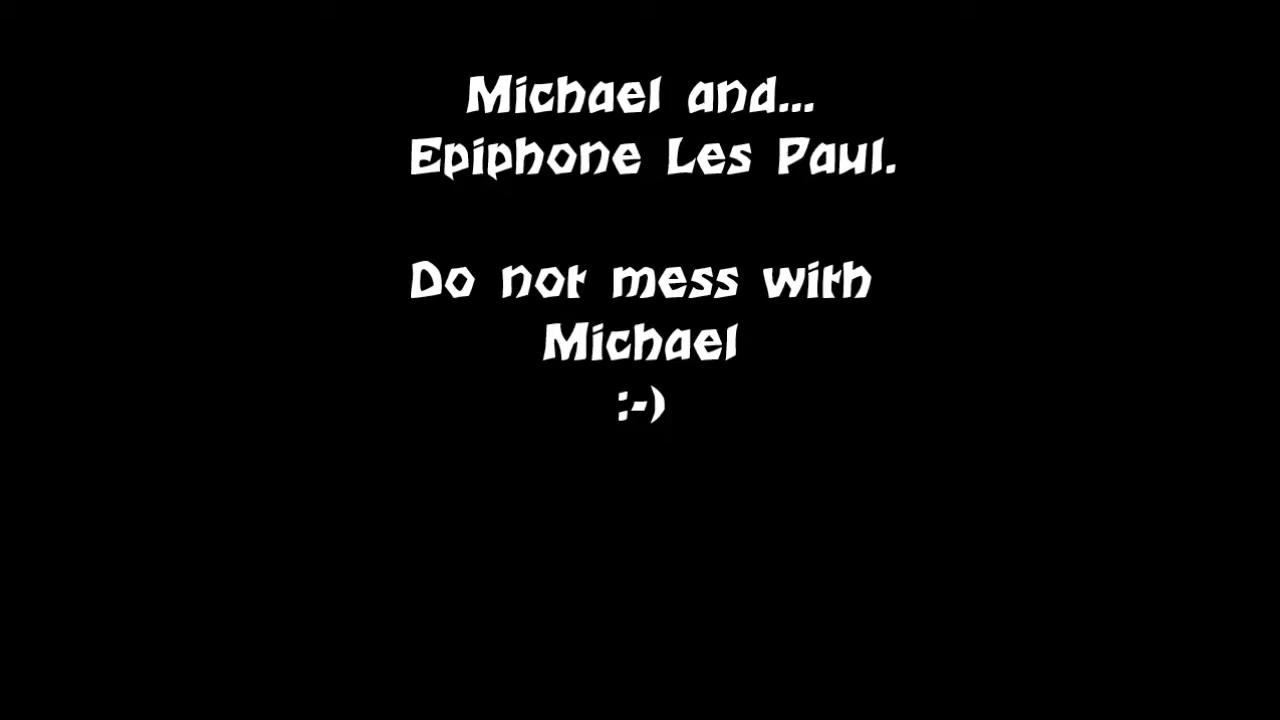 Michael and...
Epiphone Les Paul.
Do not mess with
Michael
:-)